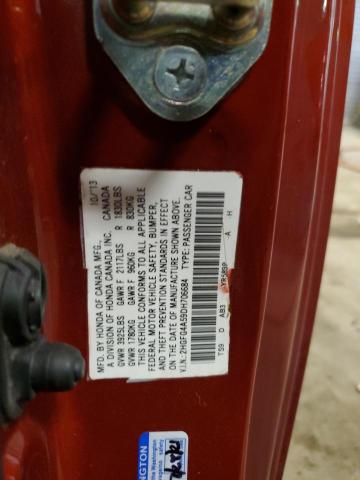 MFD. BY HONDA OF CANADA MFG., 10/13
A DIVISION OF HONDA CANADA INC. CANADA
GVWR 3925LBS GAWR F 2117LBS R 1830LBS
GVWR 1780KG GAWR F 960KG R 830KG
THIS VEHICLE CONFORMS TO ALL APPLICABLE
FEDERAL MOTOR VEHICLE SAFETY, BUMPER,
AND THEFT PREVENTION STANDARDS IN EFFECT
ON THE DATE OF MANUFACTURE SHOWN ABOVE.
V.I.N.: 2HGFG4A59DH706684 TYPE: PASSENGER CAR
TS9 D AB3 A H
NGTON